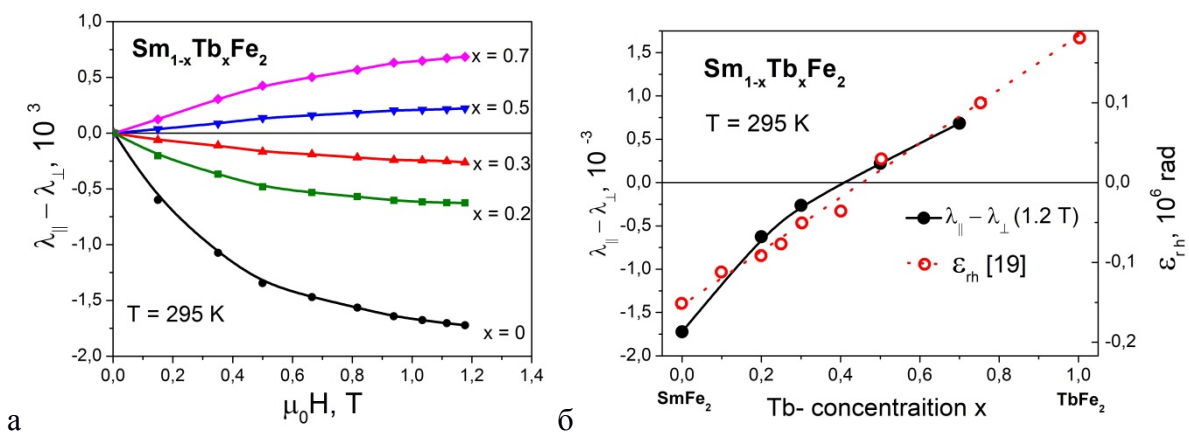 Sm₁₋ₓTbₓFe₂
λ∥ – λ⊥, 10 ³
1,0
0,5
0,0
-0,5
-1,0
-1,5
-2,0
x = 0.7
x = 0.5
x = 0.3
x = 0.2
x = 0
T = 295 K
0,0 0,2 0,4 0,6 0,8 1,0 1,2 1,4
μ₀H, T
а
Sm₁₋ₓTbₓFe₂
T = 295 K
λ∥ – λ⊥, 10⁻³
1,5
1,0
0,5
0,0
-0,5
-1,0
-1,5
-2,0
λ∥ – λ⊥ (1.2 T)
εrh [19]
0,1
0,0
-0,1
-0,2
εrh, 10⁶ rad
0,0 0,2 0,4 0,6 0,8 1,0
SmFe₂ TbFe₂
Tb- concentraition x
б